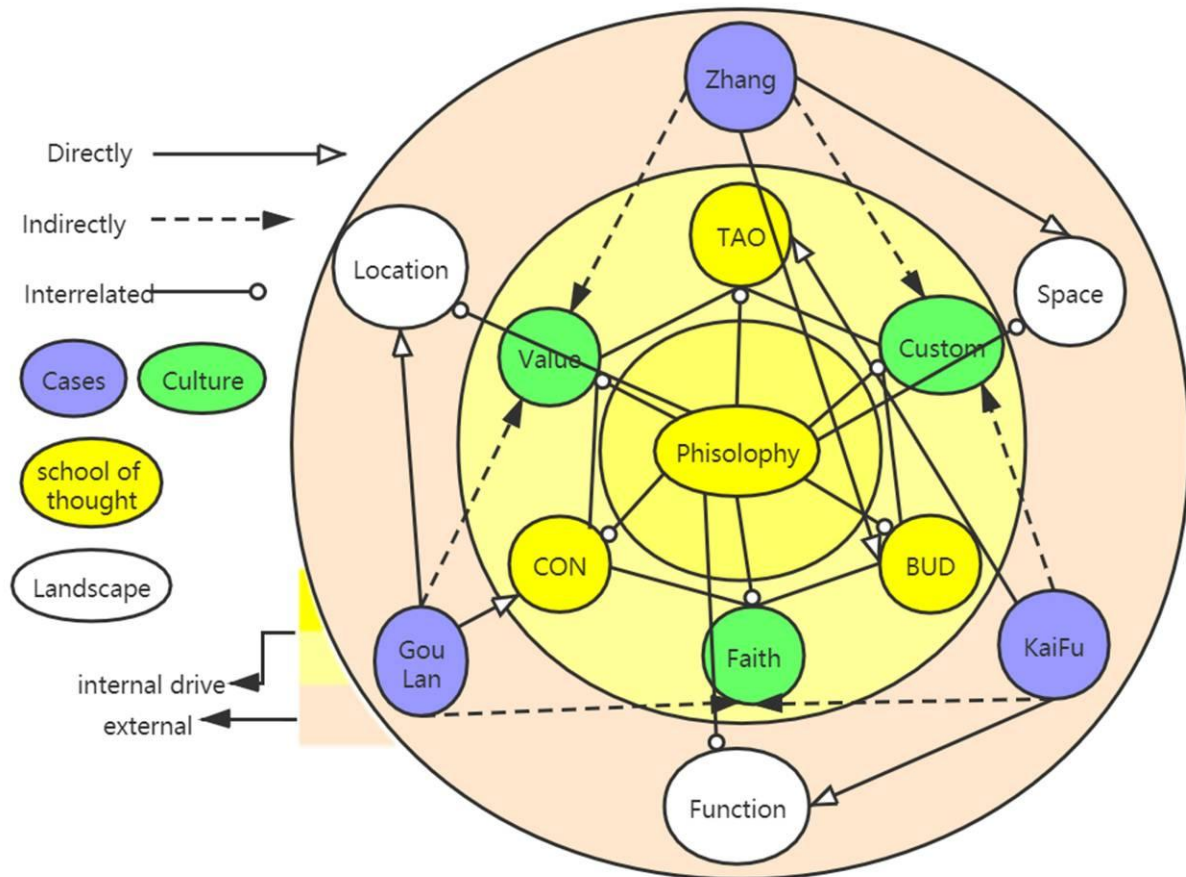 Directly
Indirectly
Interrelated
Cases
Culture
school of
thought
Landscape
internal drive
external
Zhang
TAO
Location
Space
Value
Custom
Phisolophy
CON
BUD
Gou
Lan
Faith
KaiFu
Function